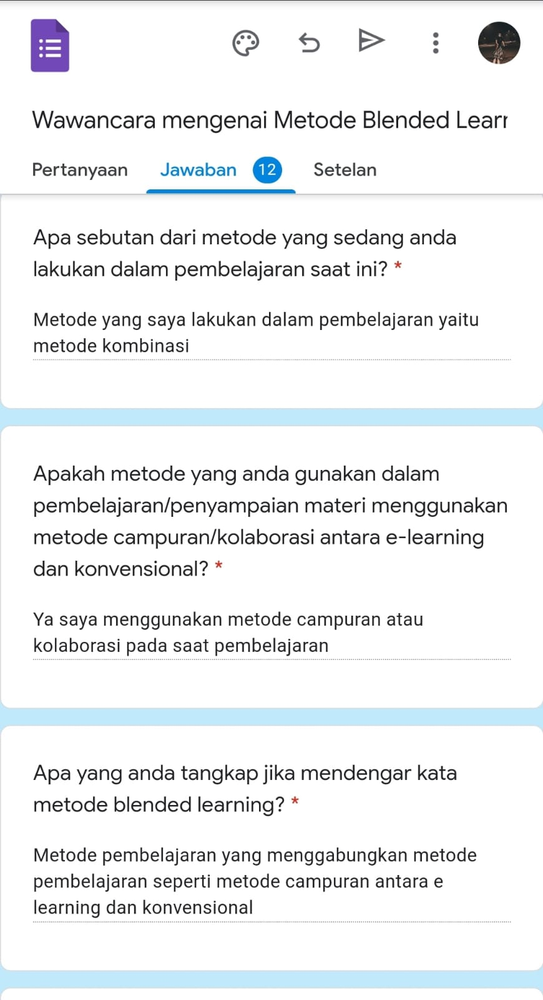 Wawancara mengenai Metode Blended Lear
Pertanyaan Jawaban 12 Setelan
Apa sebutan dari metode yang sedang anda
lakukan dalam pembelajaran saat ini? *
Metode yang saya lakukan dalam pembelajaran yaitu
metode kombinasi
Apakah metode yang anda gunakan dalam
pembelajaran/penyampaian materi menggunakan
metode campuran/kolaborasi antara e-learning
dan konvensional? *
Ya saya menggunakan metode campuran atau
kolaborasi pada saat pembelajaran
Apa yang anda tangkap jika mendengar kata
metode blended learning? *
Metode pembelajaran yang menggabungkan metode
pembelajaran seperti metode campuran antara e
learning dan konvensional